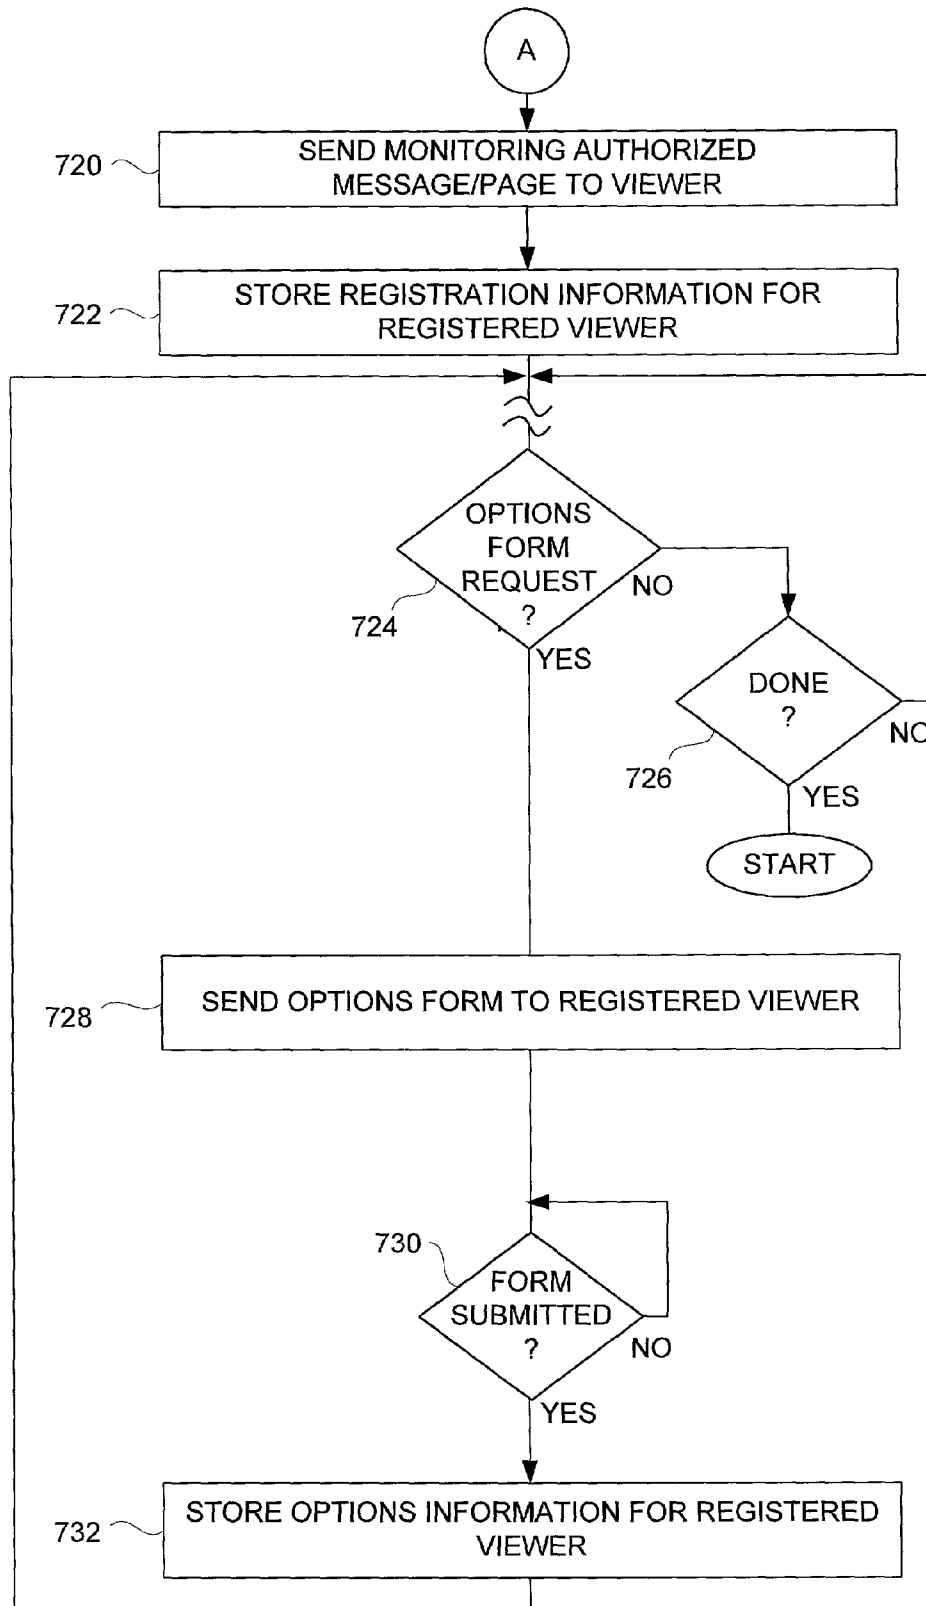 A
720
SEND MONITORING AUTHORIZED
MESSAGE/PAGE TO VIEWER
722
STORE REGISTRATION INFORMATION FOR
REGISTERED VIEWER
OPTIONS
FORM
REQUEST
?
724
NO
YES
DONE
?
726
NO
YES
START
728
SEND OPTIONS FORM TO REGISTERED VIEWER
730
FORM
SUBMITTED
?
NO
YES
732
STORE OPTIONS INFORMATION FOR REGISTERED
VIEWER